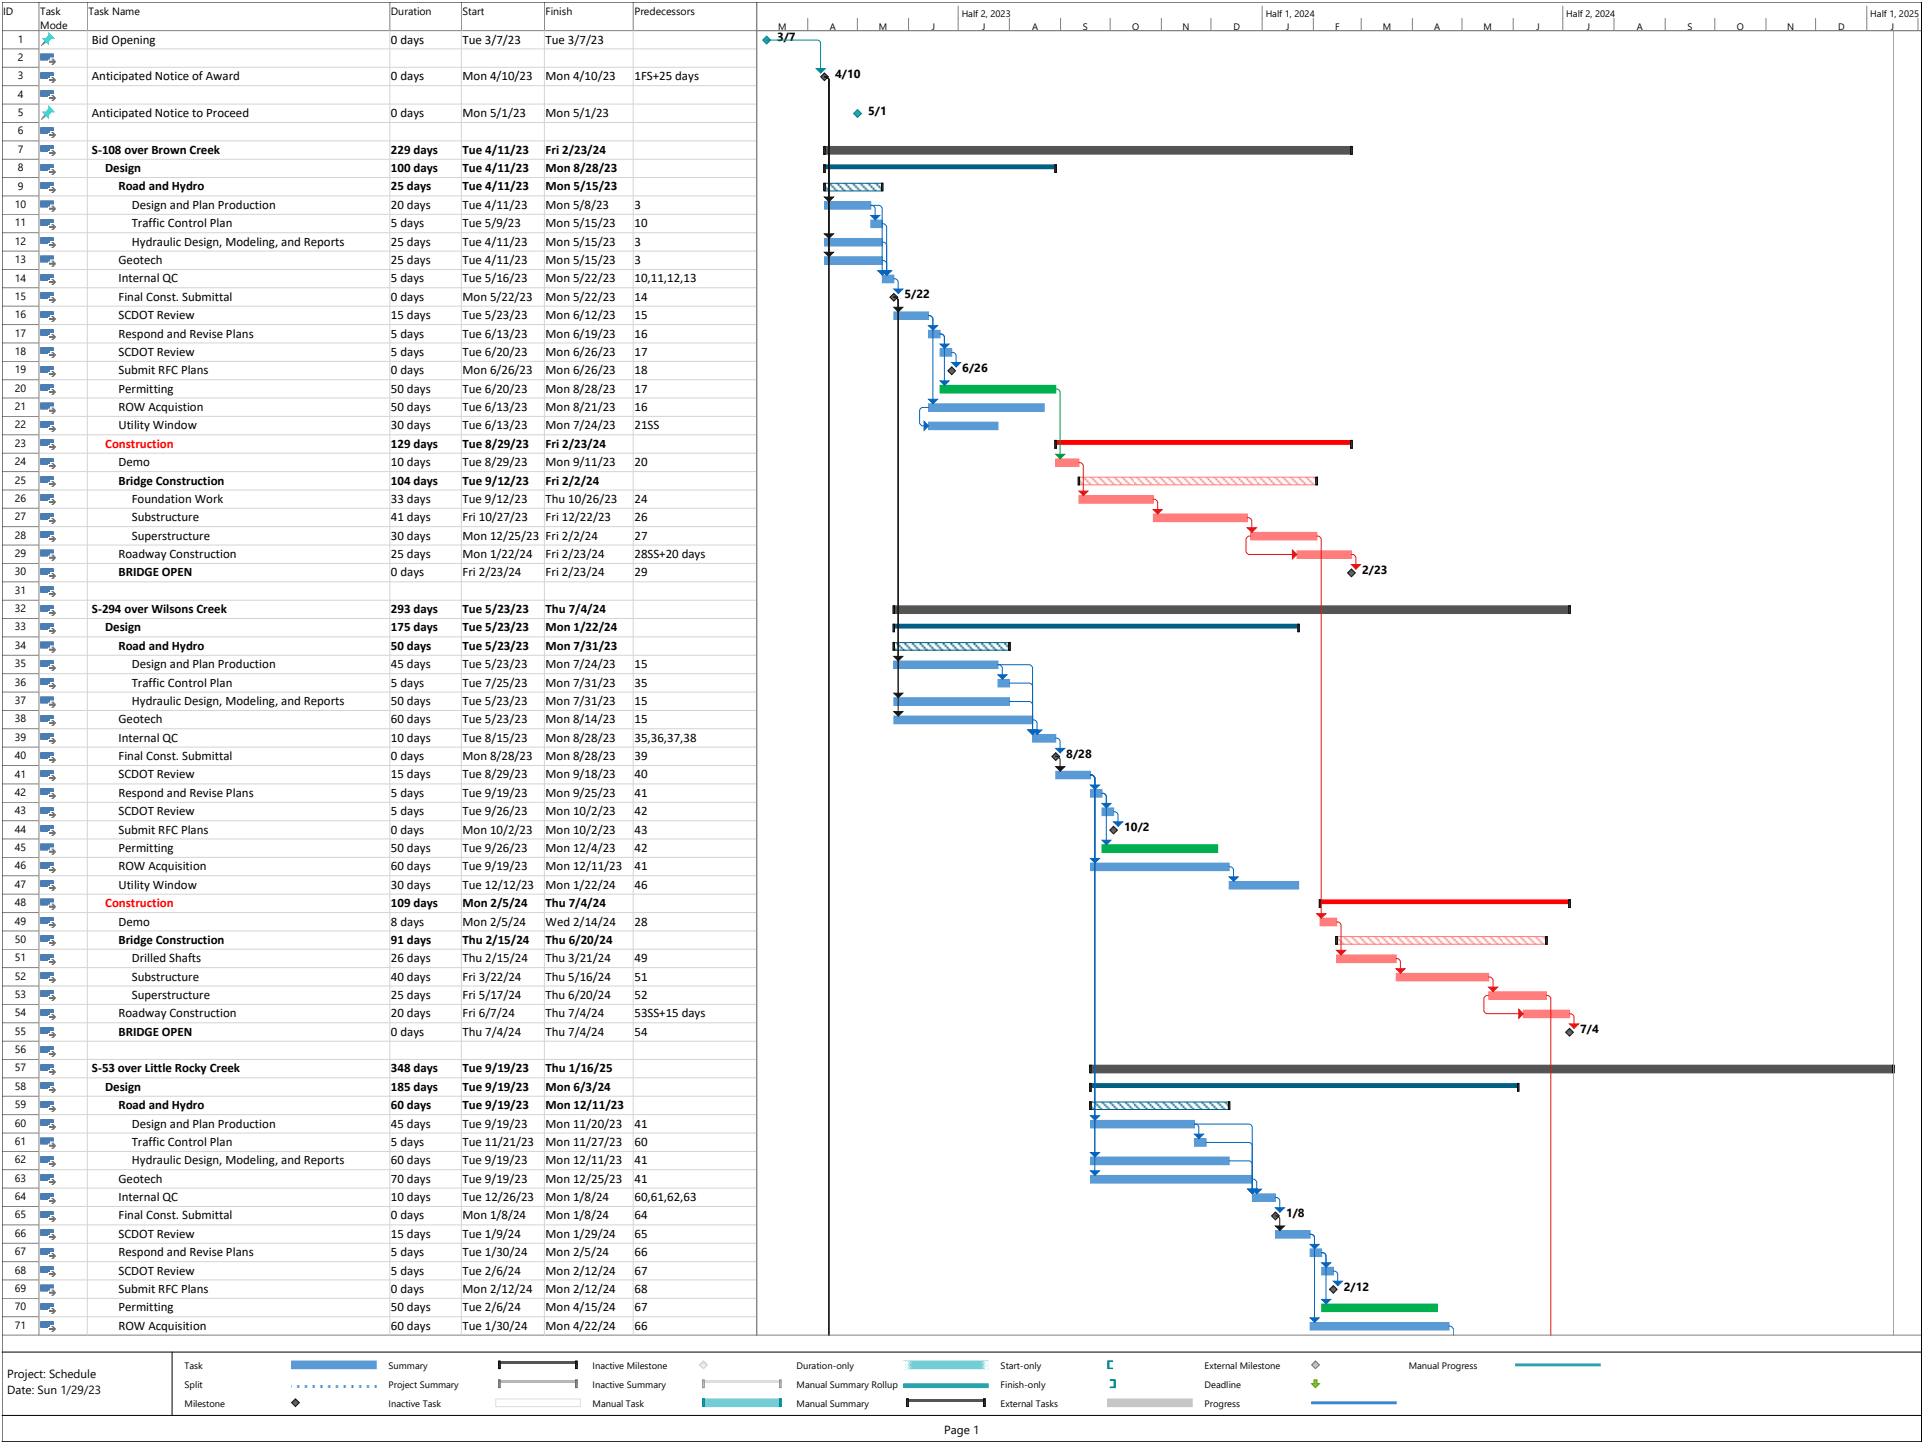 ID Task Mode Task Name Duration Start Finish Predecessors
Half 2, 2023 Half 1, 2024 Half 2, 2024 Half 1, 2025
M A M J J A S O N D J F M A M J J A S O N D J
1 Bid Opening 0 days Tue 3/7/23 Tue 3/7/23 3/7
2
3 Anticipated Notice of Award 0 days Mon 4/10/23 Mon 4/10/23 1FS+25 days 4/10
4
5 Anticipated Notice to Proceed 0 days Mon 5/1/23 Mon 5/1/23 5/1
6
7 S-108 over Brown Creek 229 days Tue 4/11/23 Fri 2/23/24
8 Design 100 days Tue 4/11/23 Mon 8/28/23
9 Road and Hydro 25 days Tue 4/11/23 Mon 5/15/23
10 Design and Plan Production 20 days Tue 4/11/23 Mon 5/8/23 3
11 Traffic Control Plan 5 days Tue 5/9/23 Mon 5/15/23 10
12 Hydraulic Design, Modeling, and Reports 25 days Tue 4/11/23 Mon 5/15/23 3
13 Geotech 25 days Tue 4/11/23 Mon 5/15/23 3
14 Internal QC 5 days Tue 5/16/23 Mon 5/22/23 10,11,12,13
15 Final Const. Submittal 0 days Mon 5/22/23 Mon 5/22/23 14 5/22
16 SCDOT Review 15 days Tue 5/23/23 Mon 6/12/23 15
17 Respond and Revise Plans 5 days Tue 6/13/23 Mon 6/19/23 16
18 SCDOT Review 5 days Tue 6/20/23 Mon 6/26/23 17
19 Submit RFC Plans 0 days Mon 6/26/23 Mon 6/26/23 18 6/26
20 Permitting 50 days Tue 6/20/23 Mon 8/28/23 17
21 ROW Acquistion 50 days Tue 6/13/23 Mon 8/21/23 16
22 Utility Window 30 days Tue 6/13/23 Mon 7/24/23 21SS
23 Construction 129 days Tue 8/29/23 Fri 2/23/24
24 Demo 10 days Tue 8/29/23 Mon 9/11/23 20
25 Bridge Construction 104 days Tue 9/12/23 Fri 2/2/24
26 Foundation Work 33 days Tue 9/12/23 Thu 10/26/23 24
27 Substructure 41 days Fri 10/27/23 Fri 12/22/23 26
28 Superstructure 30 days Mon 12/25/23 Fri 2/2/24 27
29 Roadway Construction 25 days Mon 1/22/24 Fri 2/23/24 28SS+20 days
30 BRIDGE OPEN 0 days Fri 2/23/24 Fri 2/23/24 29 2/23
31
32 S-294 over Wilsons Creek 293 days Tue 5/23/23 Thu 7/4/24
33 Design 175 days Tue 5/23/23 Mon 1/22/24
34 Road and Hydro 50 days Tue 5/23/23 Mon 7/31/23
35 Design and Plan Production 45 days Tue 5/23/23 Mon 7/24/23 15
36 Traffic Control Plan 5 days Tue 7/25/23 Mon 7/31/23 35
37 Hydraulic Design, Modeling, and Reports 50 days Tue 5/23/23 Mon 7/31/23 15
38 Geotech 60 days Tue 5/23/23 Mon 8/14/23 15
39 Internal QC 10 days Tue 8/15/23 Mon 8/28/23 35,36,37,38
40 Final Const. Submittal 0 days Mon 8/28/23 Mon 8/28/23 39 8/28
41 SCDOT Review 15 days Tue 8/29/23 Mon 9/18/23 40
42 Respond and Revise Plans 5 days Tue 9/19/23 Mon 9/25/23 41
43 SCDOT Review 5 days Tue 9/26/23 Mon 10/2/23 42
44 Submit RFC Plans 0 days Mon 10/2/23 Mon 10/2/23 43 10/2
45 Permitting 50 days Tue 9/26/23 Mon 12/4/23 42
46 ROW Acquisition 60 days Tue 9/19/23 Mon 12/11/23 41
47 Utility Window 30 days Tue 12/12/23 Mon 1/22/24 46
48 Construction 109 days Mon 2/5/24 Thu 7/4/24
49 Demo 8 days Mon 2/5/24 Wed 2/14/24 28
50 Bridge Construction 91 days Thu 2/15/24 Thu 6/20/24
51 Drilled Shafts 26 days Thu 2/15/24 Thu 3/21/24 49
52 Substructure 40 days Fri 3/22/24 Thu 5/16/24 51
53 Superstructure 25 days Fri 5/17/24 Thu 6/20/24 52
54 Roadway Construction 20 days Fri 6/7/24 Thu 7/4/24 53SS+15 days
55 BRIDGE OPEN 0 days Thu 7/4/24 Thu 7/4/24 54 7/4
56
57 S-53 over Little Rocky Creek 348 days Tue 9/19/23 Thu 1/16/25
58 Design 185 days Tue 9/19/23 Mon 6/3/24
59 Road and Hydro 60 days Tue 9/19/23 Mon 12/11/23
60 Design and Plan Production 45 days Tue 9/19/23 Mon 11/20/23 41
61 Traffic Control Plan 5 days Tue 11/21/23 Mon 11/27/23 60
62 Hydraulic Design, Modeling, and Reports 60 days Tue 9/19/23 Mon 12/11/23 41
63 Geotech 70 days Tue 9/19/23 Mon 12/25/23 41
64 Internal QC 10 days Tue 12/26/23 Mon 1/8/24 60,61,62,63
65 Final Const. Submittal 0 days Mon 1/8/24 Mon 1/8/24 64 1/8
66 SCDOT Review 15 days Tue 1/9/24 Mon 1/29/24 65
67 Respond and Revise Plans 5 days Tue 1/30/24 Mon 2/5/24 66
68 SCDOT Review 5 days Tue 2/6/24 Mon 2/12/24 67
69 Submit RFC Plans 0 days Mon 2/12/24 Mon 2/12/24 68 2/12
70 Permitting 50 days Tue 2/6/24 Mon 4/15/24 67
71 ROW Acquisition 60 days Tue 1/30/24 Mon 4/22/24 66
Project: Schedule
Date: Sun 1/29/23
Task Summary Inactive Milestone Duration-only Start-only External Milestone Manual Progress
Split Project Summary Inactive Summary Manual Summary Rollup Finish-only Deadline
Milestone Inactive Task Manual Task Manual Summary External Tasks Progress
Page 1